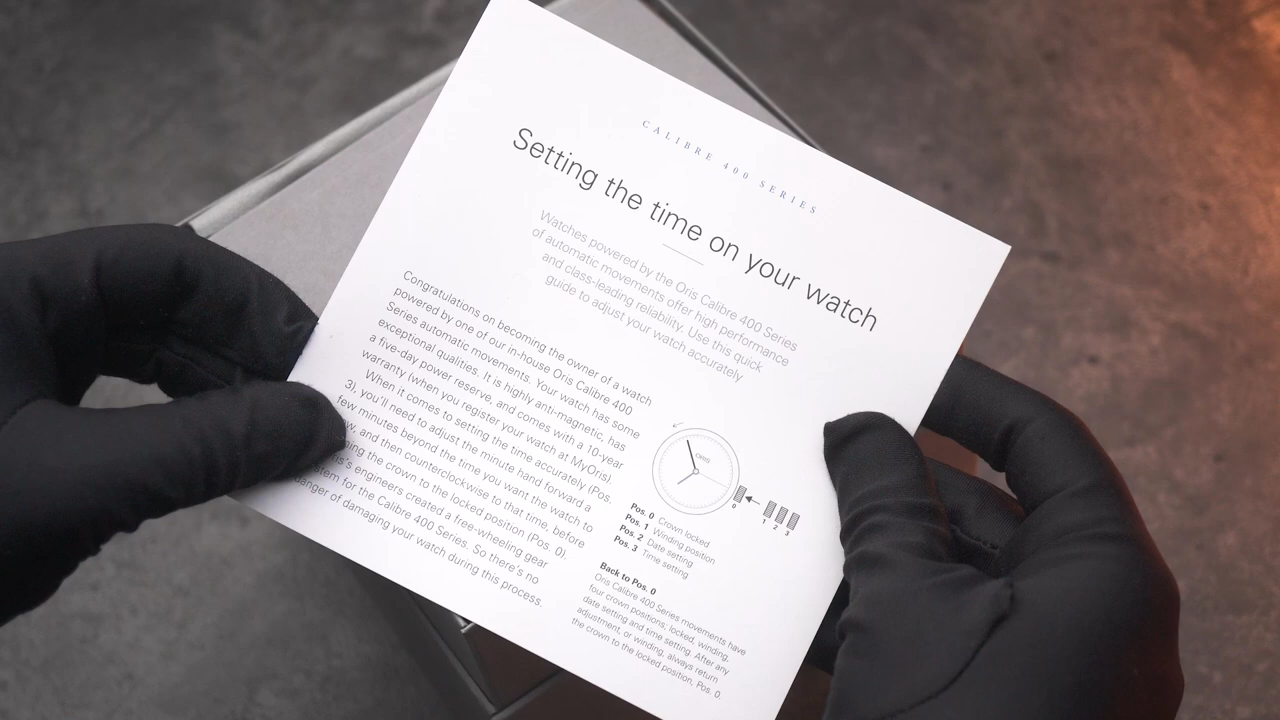 CALIBRE 400 SERIES
Setting the time on your watch
Watches powered by the Oris Calibre 400 Series
of automatic movements offer high performance
and class-leading reliability. Use this quick
guide to adjust your watch accurately
Congratulations on becoming the owner of a watch
powered by one of our in-house Oris Calibre 400
Series automatic movements. Your watch has some
exceptional qualities. It is highly anti-magnetic, has
a five-day power reserve, and comes with a 10-year
warranty (when you register your watch at MyOris).
When it comes to setting the time accurately (Pos.
3), you'll need to adjust the minute hand forward a
few minutes beyond the time you want the watch to
and then counterclockwise to that time, before
the crown to the locked position (Pos. 0).
engineers created a free-wheeling gear
for the Calibre 400 Series. So there's no
danger of damaging your watch during this process.
ORIS
0
1 2 3
Pos. 0 Crown locked
Pos. 1 Winding position
Pos. 2 Date setting
Pos. 3 Time setting
Back to Pos. 0
Oris Calibre 400 Series movements have
four crown positions; locked, winding,
date setting and time setting. After any
adjustment, or winding, always return
the crown to the locked position, Pos. 0.